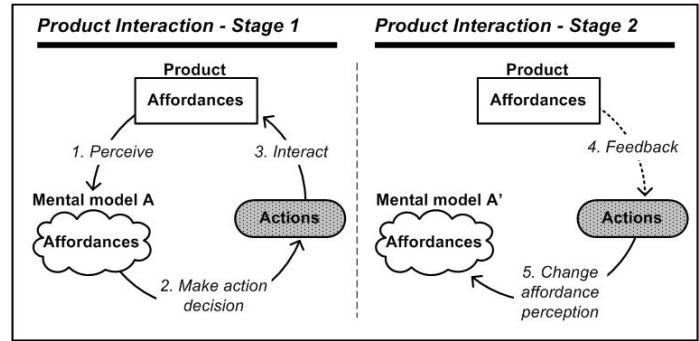 Product Interaction - Stage 1
Product
Affordances
1. Perceive
3. Interact
Mental model A
Affordances
Actions
2. Make action
decision
Product Interaction - Stage 2
Product
Affordances
4. Feedback
Mental model A'
Affordances
Actions
5. Change
affordance
perception